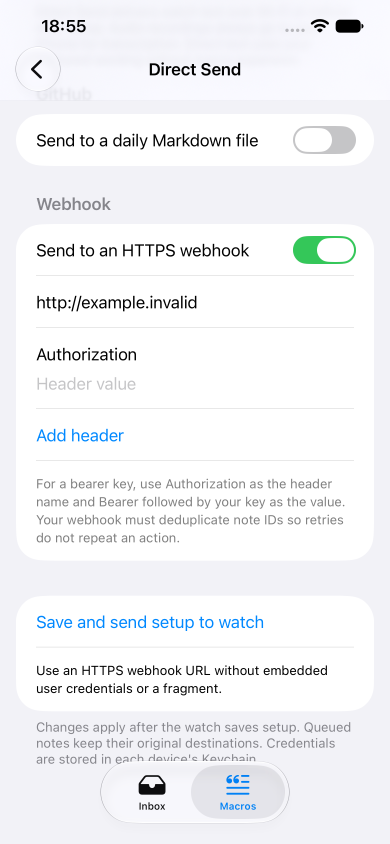 18:55
Direct Send
GitHub
Send to a daily Markdown file
Webhook
Send to an HTTPS webhook
http://example.invalid
Authorization
Header value
Add header
For a bearer key, use Authorization as the header
name and Bearer followed by your key as the value.
Your webhook must deduplicate note IDs so retries
do not repeat an action.
Save and send setup to watch
Use an HTTPS webhook URL without embedded
user credentials or a fragment.
Changes apply after the watch saves setup. Queued
notes keep their original destinations. Credentials
are stored in each device's Keychain
Inbox
Macros